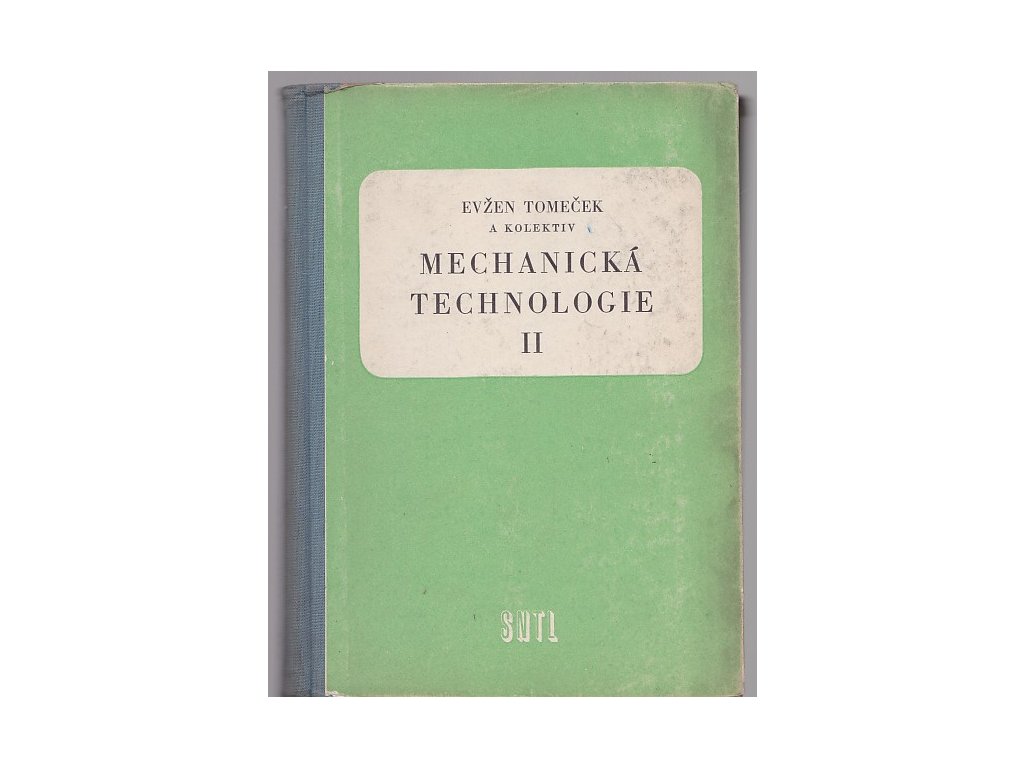 EVŽEN TOMEČEK
A KOLEKTIV
MECHANICKÁ
TECHNOLOGIE
II
SNTL